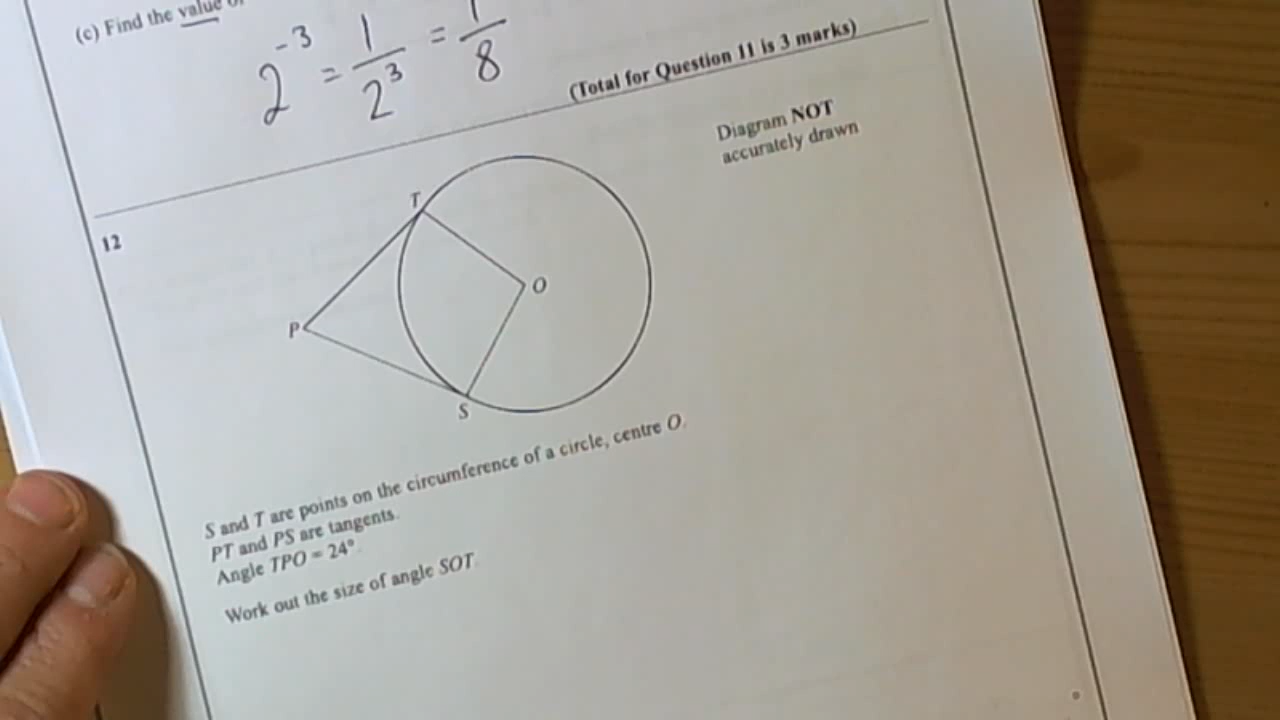 (c) Find the value of
2⁻³ = 1/2³ = 1/8
(Total for Question 11 is 3 marks)
Diagram NOT
accurately drawn
12
T
O
P
S
S and T are points on the circumference of a circle, centre O.
PT and PS are tangents.
Angle TPO = 24°.
Work out the size of angle SOT.